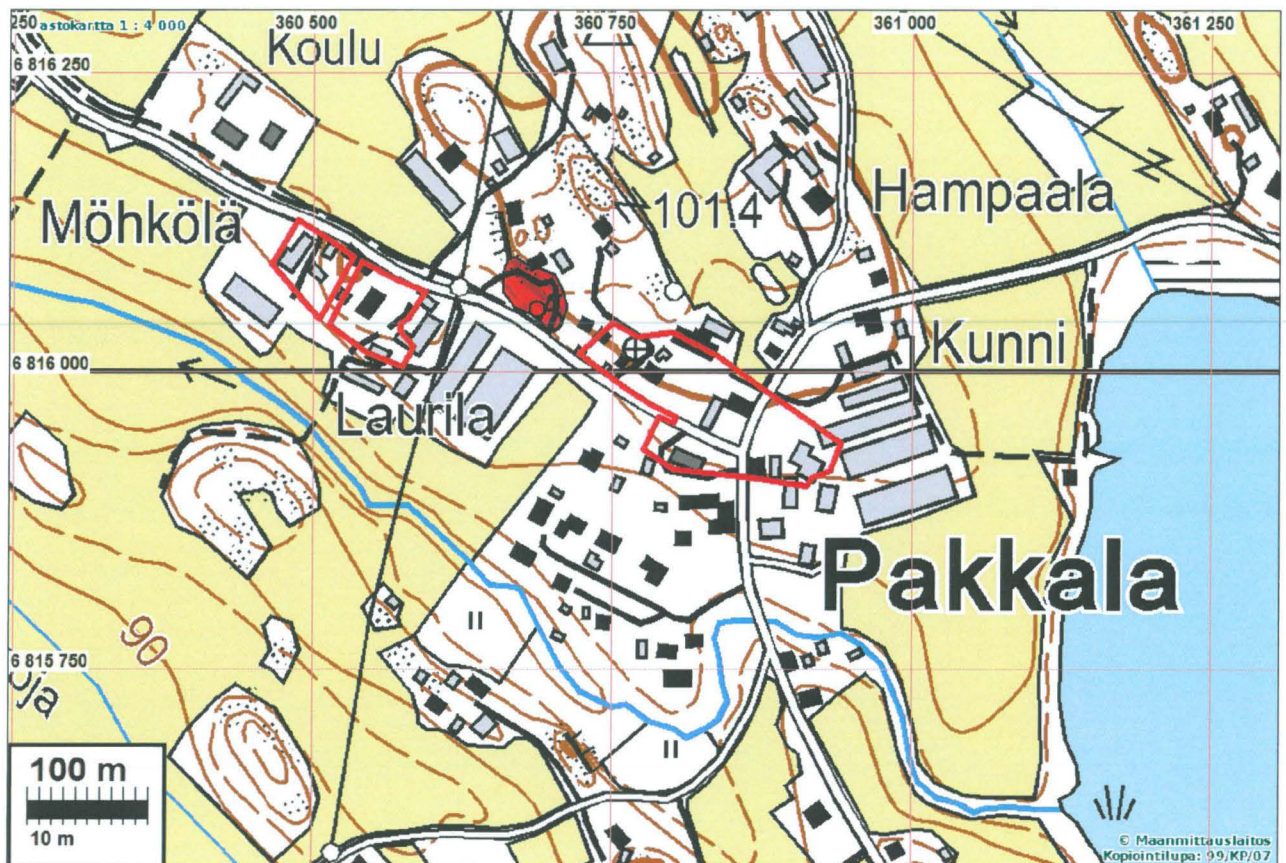 250
astokartta 1 : 4 000
360 500
360 750
361 000
361 250
Koulu
6 816 250
Möhkölä
101.4
Hampaala
6 816 000
Kunni
Laurila
Pakkala
II
90
6 815 750
oja
II
100 m
10 m
© Maanmittauslaitos
Kopiointilupa: 99/KP/07